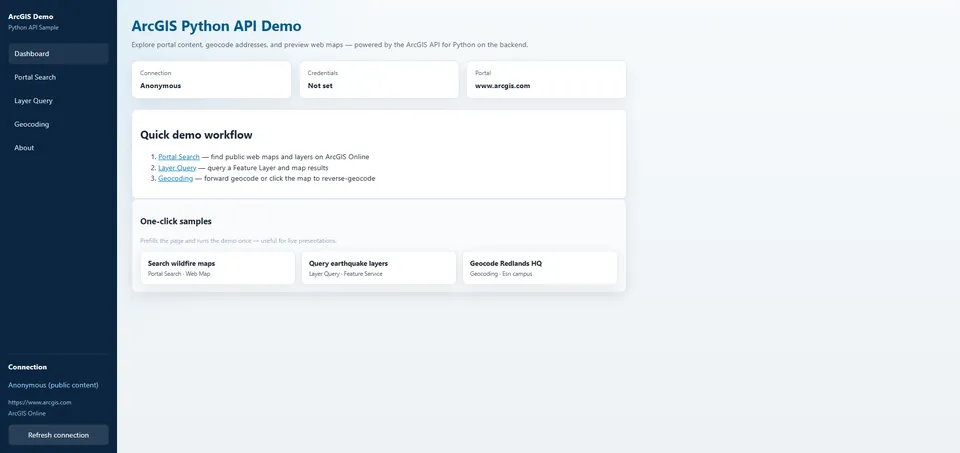 ArcGIS Demo
Python API Sample
Dashboard
Portal Search
Layer Query
Geocoding
About
Connection
Anonymous (public content)
https://www.arcgis.com
ArcGIS Online
Refresh connection
ArcGIS Python API Demo
Explore portal content, geocode addresses, and preview web maps — powered by the ArcGIS API for Python on the backend.
Connection
Anonymous
Credentials
Not set
Portal
www.arcgis.com
Quick demo workflow
1. Portal Search — find public web maps and layers on ArcGIS Online
2. Layer Query — query a Feature Layer and map results
3. Geocoding — forward geocode or click the map to reverse-geocode
One-click samples
Prefills the page and runs the demo once — useful for live presentations.
Search wildfire maps
Portal Search · Web Map
Query earthquake layers
Layer Query · Feature Service
Geocode Redlands HQ
Geocoding · Esri campus